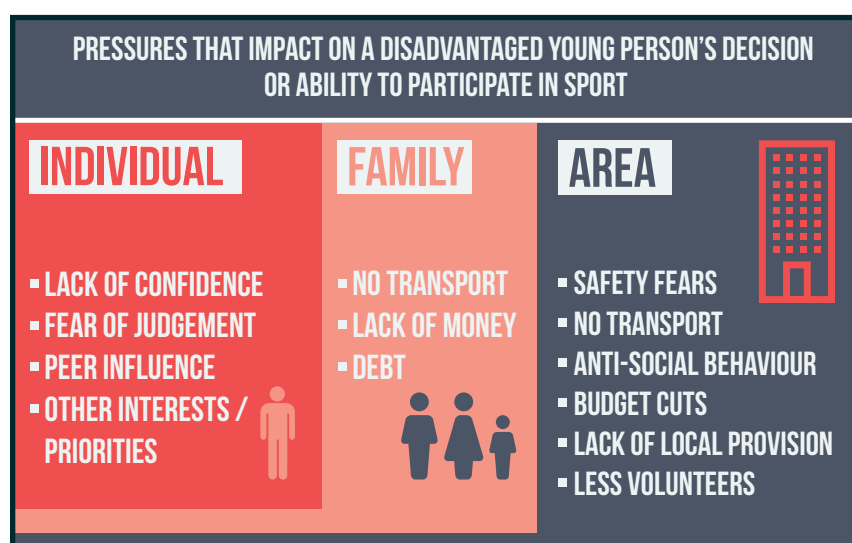 PRESSURES THAT IMPACT ON A DISADVANTAGED YOUNG PERSON'S DECISION
OR ABILITY TO PARTICIPATE IN SPORT
INDIVIDUAL
▪ LACK OF CONFIDENCE
▪ FEAR OF JUDGEMENT
▪ PEER INFLUENCE
▪ OTHER INTERESTS /
PRIORITIES
FAMILY
▪ NO TRANSPORT
▪ LACK OF MONEY
▪ DEBT
AREA
▪ SAFETY FEARS
▪ NO TRANSPORT
▪ ANTI-SOCIAL BEHAVIOUR
▪ BUDGET CUTS
▪ LACK OF LOCAL PROVISION
▪ LESS VOLUNTEERS